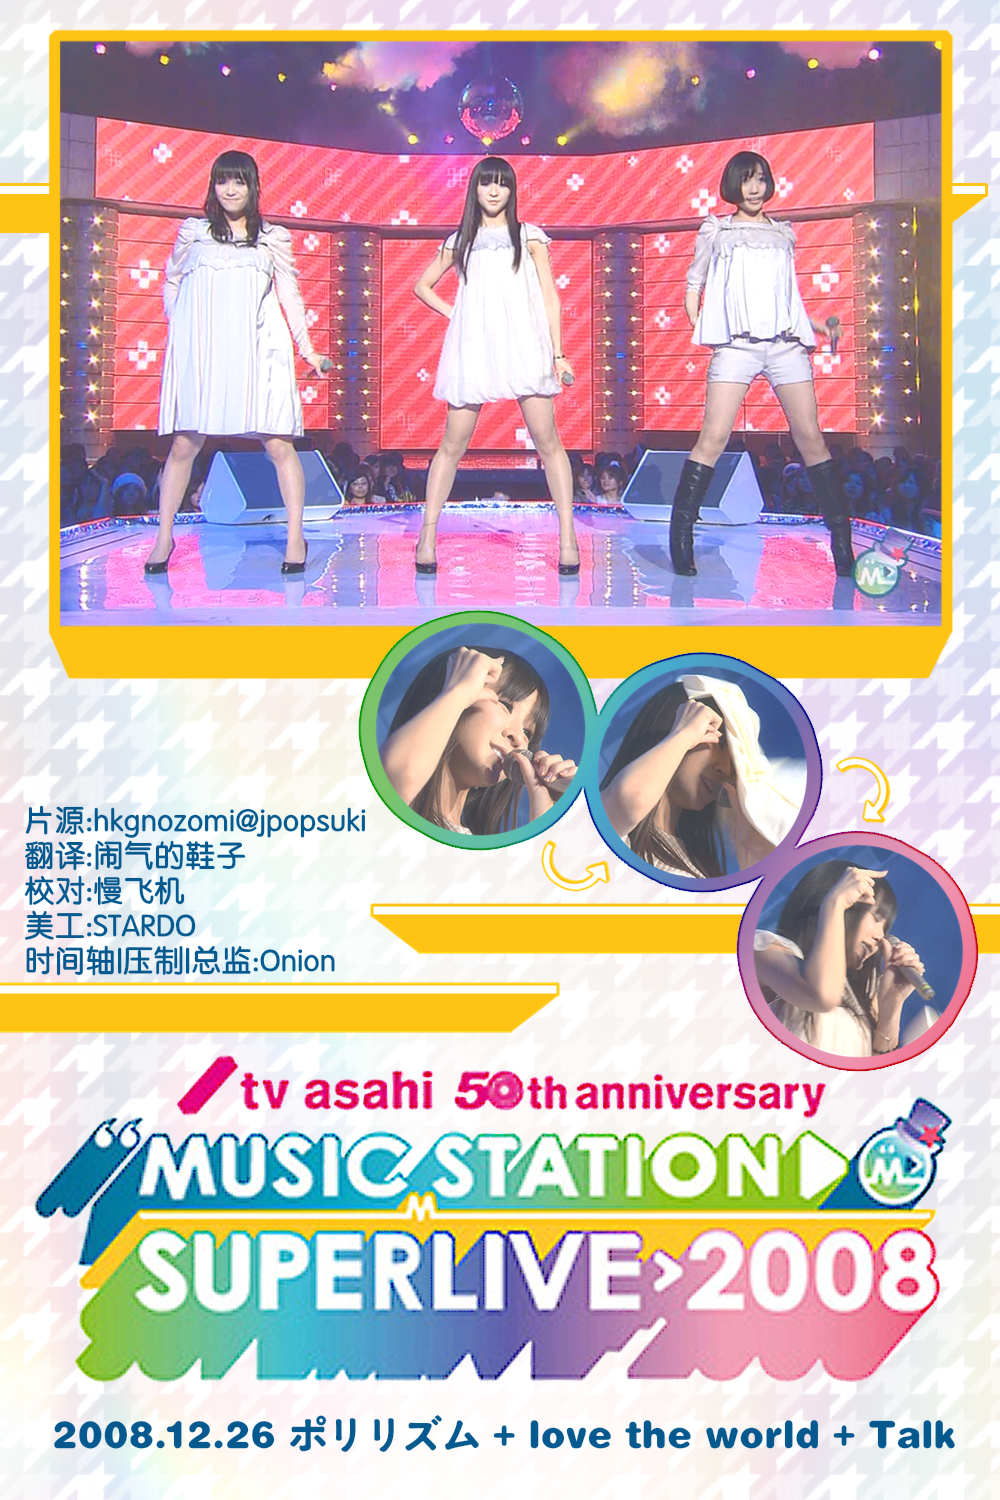 片源:hkgnozomi@jpopsuki
翻译:闹气的鞋子
校对:慢飞机
美工:STARDO
时间轴|压制|总监:Onion
tv asahi 50th anniversary
“MUSIC STATION
M
SUPERLIVE>2008
2008.12.26 ポリリズム + love the world + Talk